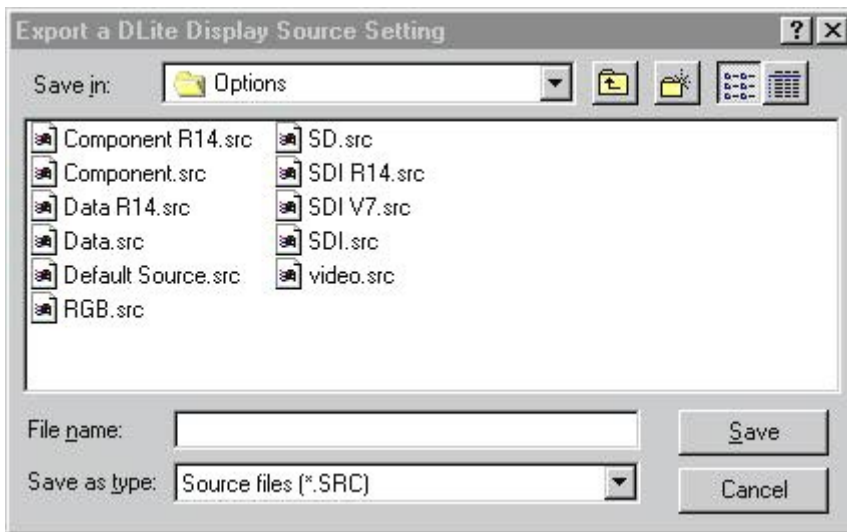 Export a DLite Display Source Setting
Save in: Options
Component R14.src SD.src
Component.src SDI R14.src
Data R14.src SDI V7.src
Data.src SDI.src
Default Source.src video.src
RGB.src
File name: Save
Save as type: Source files (*.SRC) Cancel